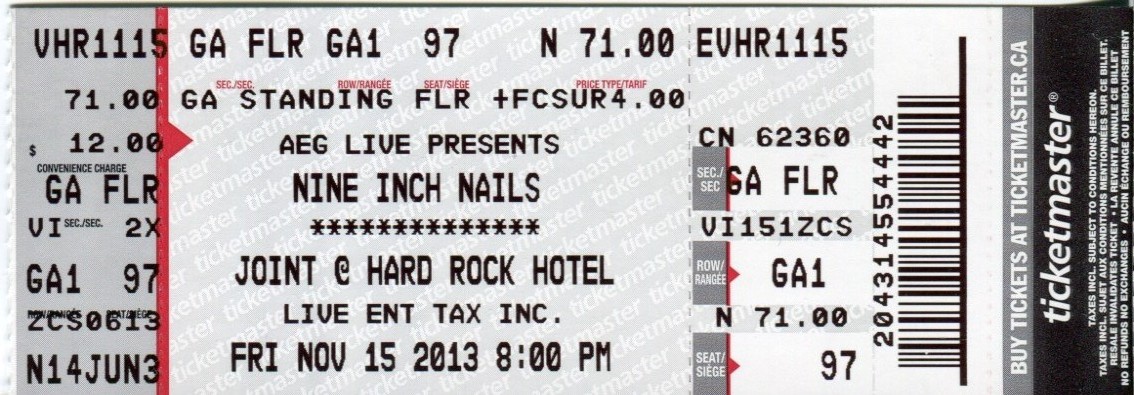 VHR1115 GA FLR GA1 97 N 71.00 EVHR1115
SEC./SEC. ROW/RANGÉE SEAT/SIÈGE PRICE TYPE/TARIF
71.00 GA STANDING FLR +FCSUR4.00
$ 12.00 AEG LIVE PRESENTS CN 62360
CONVENIENCE CHARGE
GA FLR NINE INCH NAILS SEC./SEC GA FLR
VI SEC./SEC. 2X ************** VI151ZCS
GA1 97 JOINT @ HARD ROCK HOTEL ROW/RANGÉE GA1
ROW/RANGÉE SEAT/SIÈGE
ZCS0613 LIVE ENT TAX INC. N 71.00
N14JUN3 FRI NOV 15 2013 8:00 PM SEAT/SIÈGE 97
204314554442
BUY TICKETS AT TICKETMASTER.CA
ticketmaster®
TAXES INCL. SUBJECT TO CONDITIONS HEREON.
TAXES INCL. SUJET AUX CONDITIONS MENTIONNÉES SUR CE BILLET.
RESALE INVALIDATES TICKET • LA REVENTE ANNULE CE BILLET
NO REFUNDS NO EXCHANGES • AUCUN ÉCHANGE OU REMBOURSEMENT